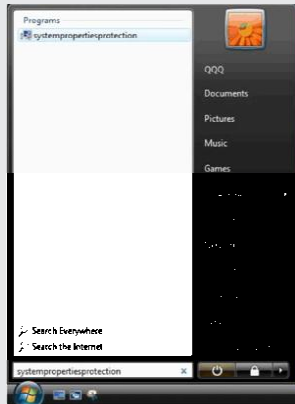 Programs
systempropertiesprotection
QQQ
Documents
Pictures
Music
Games
Search Everywhere
Search the Internet
systempropertiesprotection